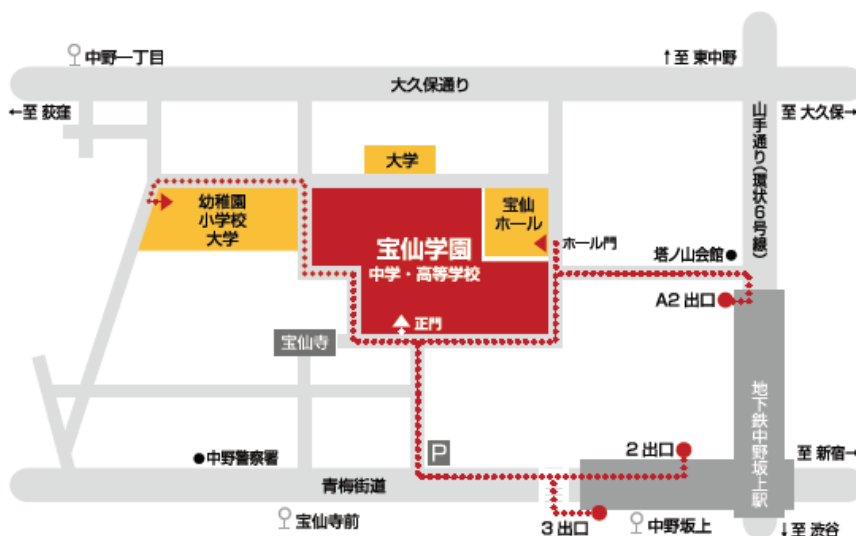 中野一丁目
↑至 東中野
大久保通り
←至 荻窪
至 大久保→
山手通り(環状6号線)
大学
幼稚園
小学校
大学
宝仙
ホール
宝仙学園
中学・高等学校
ホール門
塔ノ山会館
A2 出口
正門
宝仙寺
地下鉄中野坂上駅
P
2 出口
中野警察署
至 新宿→
青梅街道
宝仙寺前
3 出口
中野坂上
↓至 渋谷